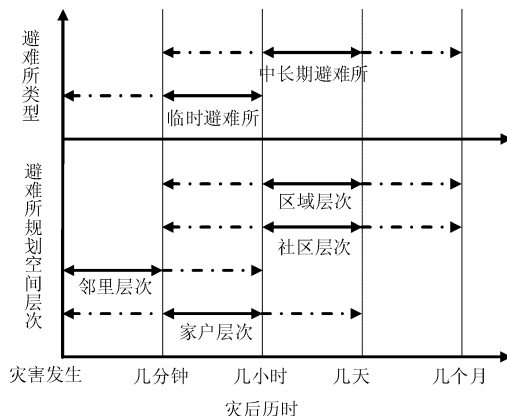 避难所类型
中长期避难所
临时避难所
避难所规划空间层次
区域层次
社区层次
邻里层次
家户层次
灾害发生 几分钟 几小时 几天 几个月
灾后历时